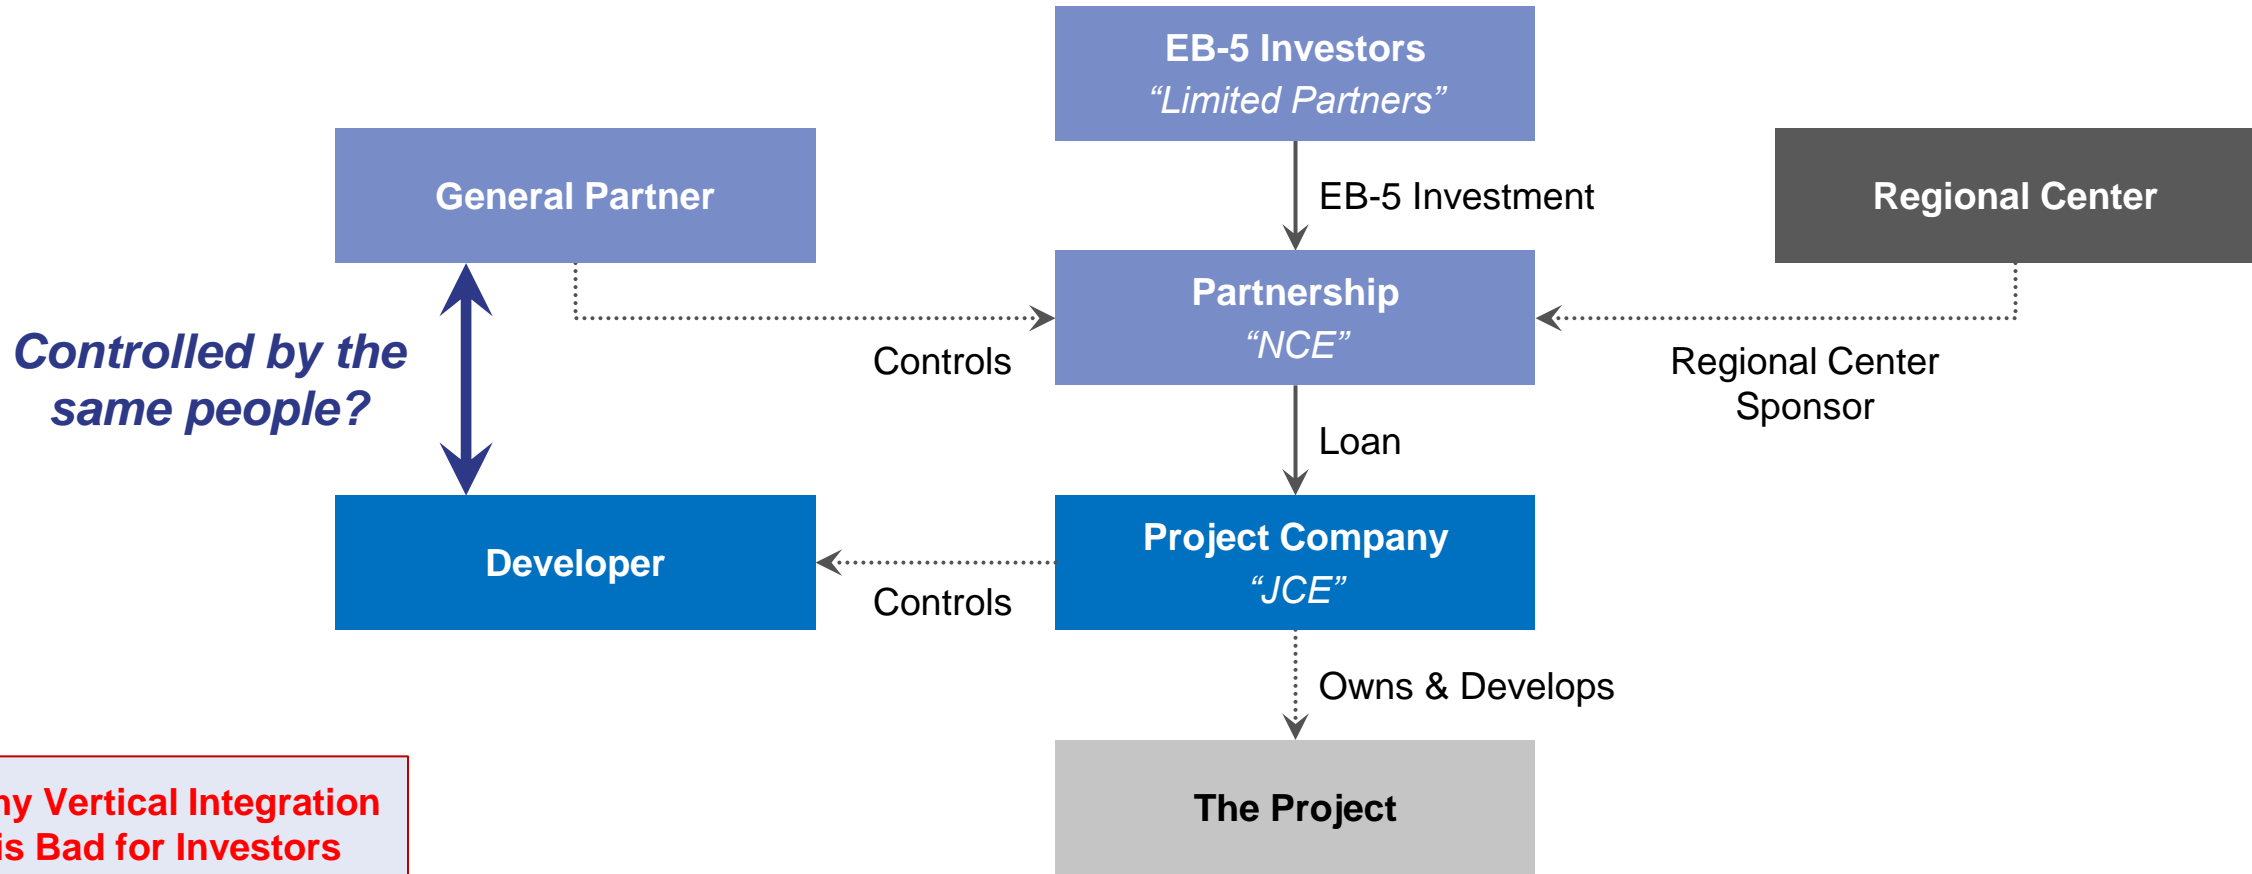 EB-5 Investors
“Limited Partners”
General Partner
EB-5 Investment
Regional Center
Partnership
“NCE”
Controlled by the
same people?
Controls
Regional Center
Sponsor
Loan
Developer
Project Company
“JCE”
Controls
Owns & Develops
The Project
Vertical Integration
is Bad for Investors